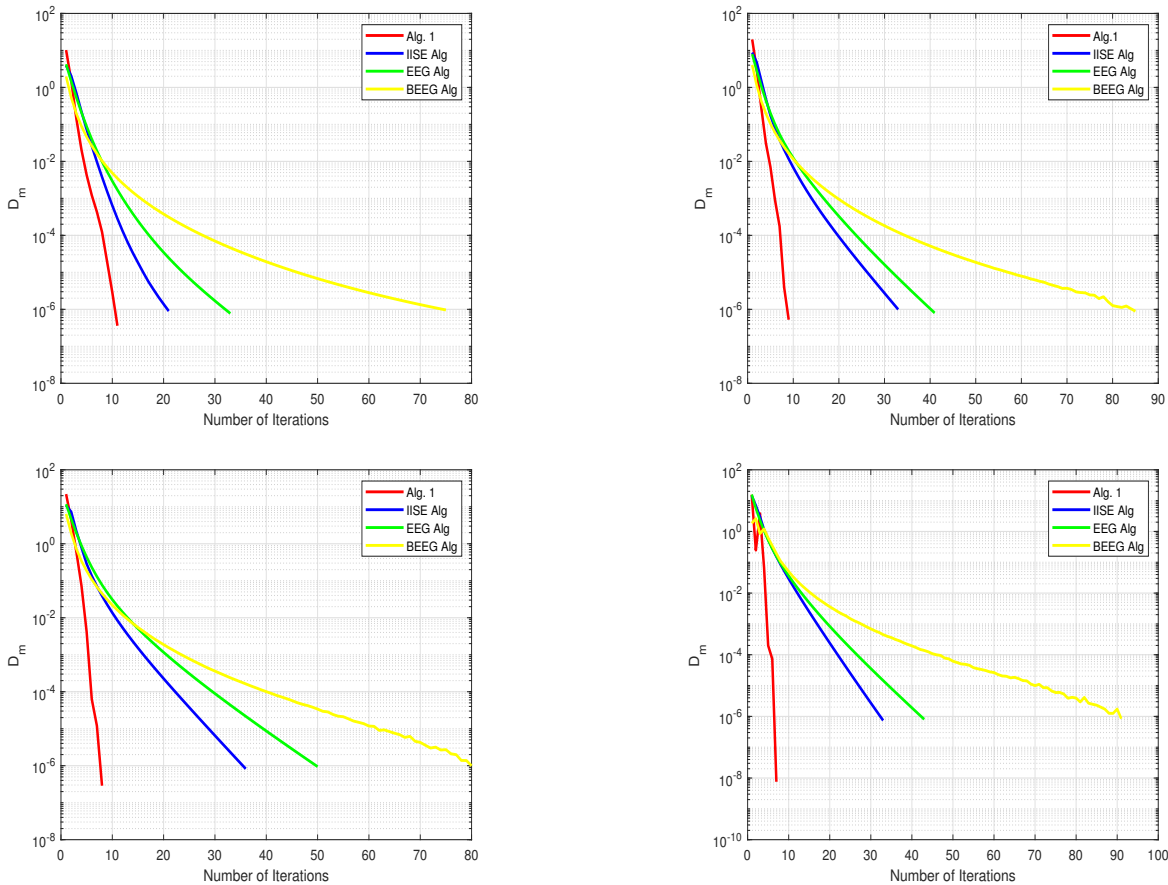 10^2
10^0
10^-2
10^-4
10^-6
10^-8
D_m
0 10 20 30 40 50 60 70 80
Number of Iterations
Alg. 1
IISE Alg
EEG Alg
BEEG Alg
10^2
10^0
10^-2
10^-4
10^-6
10^-8
D_m
0 10 20 30 40 50 60 70 80 90
Number of Iterations
Alg. 1
IISE Alg
EEG Alg
BEEG Alg
10^2
10^0
10^-2
10^-4
10^-6
10^-8
D_m
0 10 20 30 40 50 60 70 80
Number of Iterations
Alg. 1
IISE Alg
EEG Alg
BEEG Alg
10^2
10^0
10^-2
10^-4
10^-6
10^-8
10^-10
D_m
0 10 20 30 40 50 60 70 80 90 100
Number of Iterations
Alg. 1
IISE Alg
EEG Alg
BEEG Alg